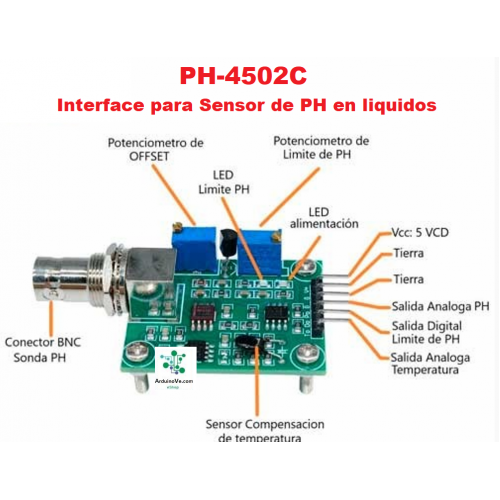 PH-4502C
Interface para Sensor de PH en liquidos
Potenciometro de
OFFSET
Potenciometro de
Limite de PH
LED
Limite PH
LED
alimentación
Vcc: 5 VCD
Tierra
Tierra
Salida Analoga PH
Salida Digital
Limite de PH
Salida Analoga
Temperatura
Conector BNC
Sonda PH
ArduinoVe.com
Sensor Compensacion
de temperatura